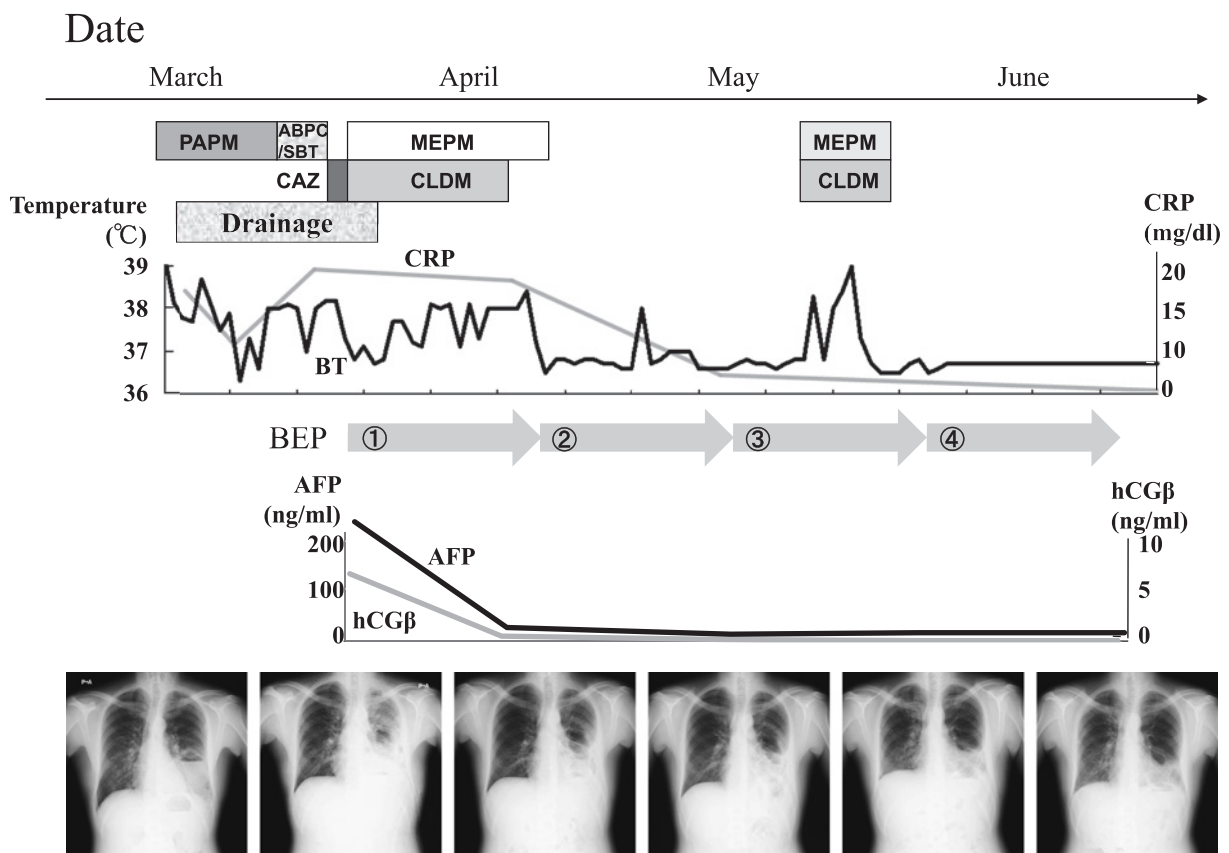 Date
March April May June
PAPM ABPC /SBT MEPM MEPM
CAZ CLDM CLDM
Drainage
Temperature (℃)
CRP (mg/dl)
39 CRP 20
38 15
37 BT 10
36 0
BEP ① ② ③ ④
AFP (ng/ml)
hCGβ (ng/ml)
200 AFP 10
100 5
hCGβ
0 0